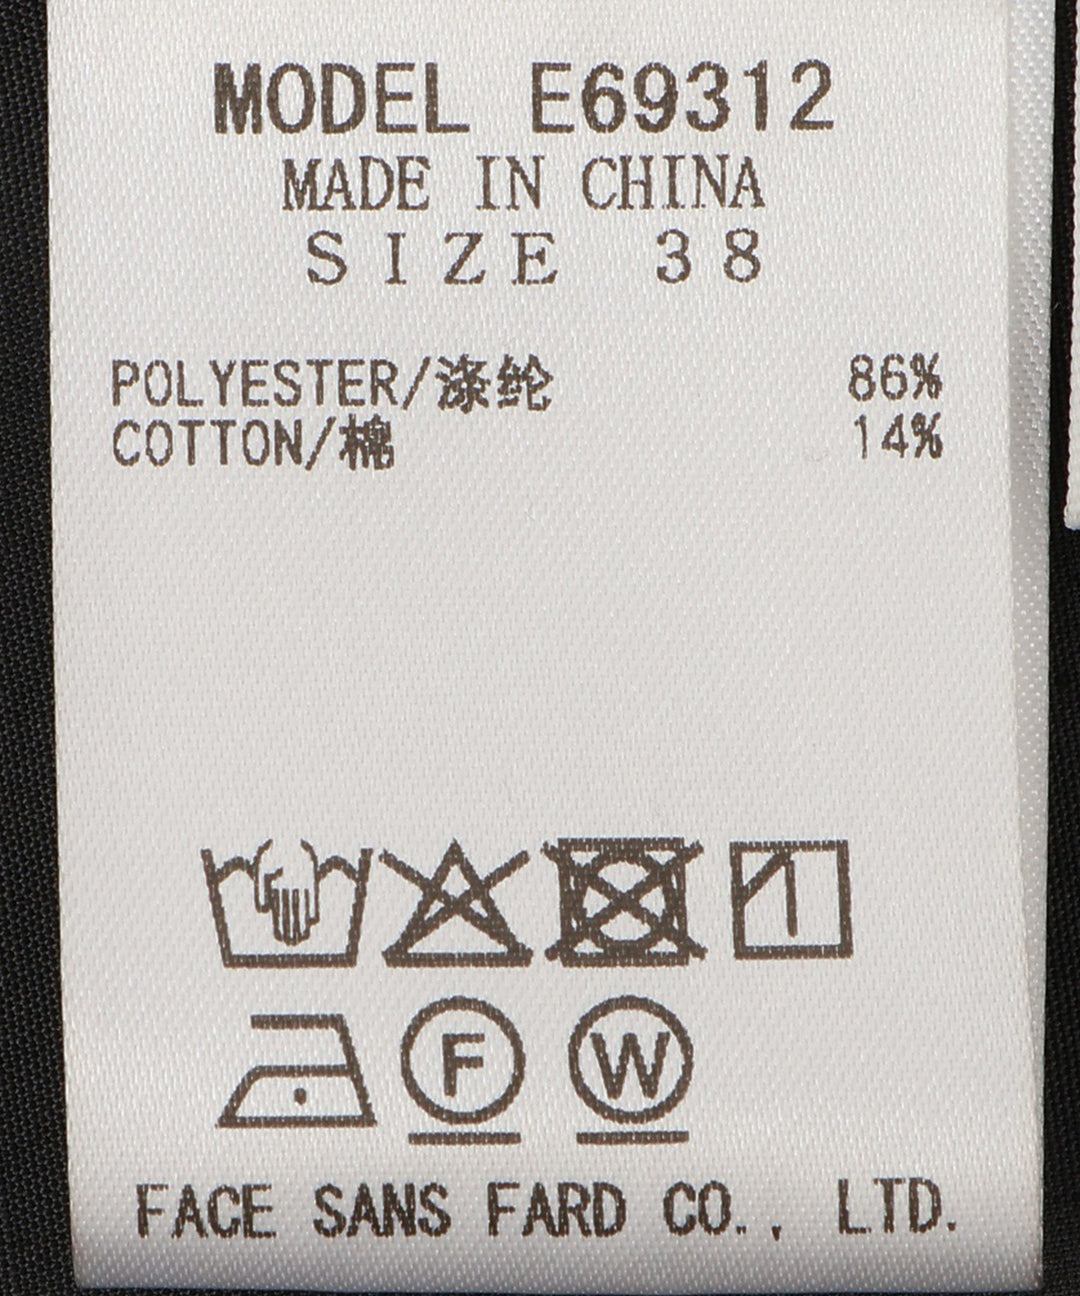 MODEL E69312
MADE IN CHINA
SIZE 38
POLYESTER/涤纶 86%
COTTON/棉 14%
F W
FACE SANS FARD CO., LTD.